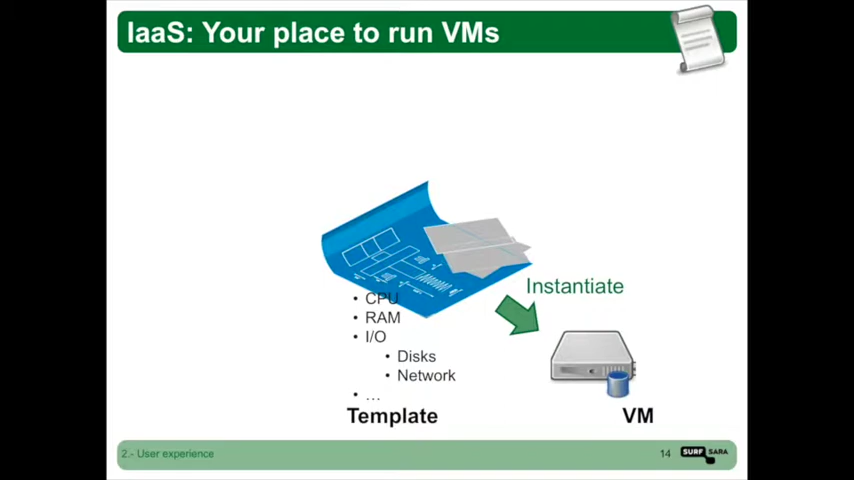 IaaS: Your place to run VMs
Instantiate
• CPU
• RAM
• I/O
• Disks
• Network
• ...
Template
VM
2.- User experience
14
SURF SARA